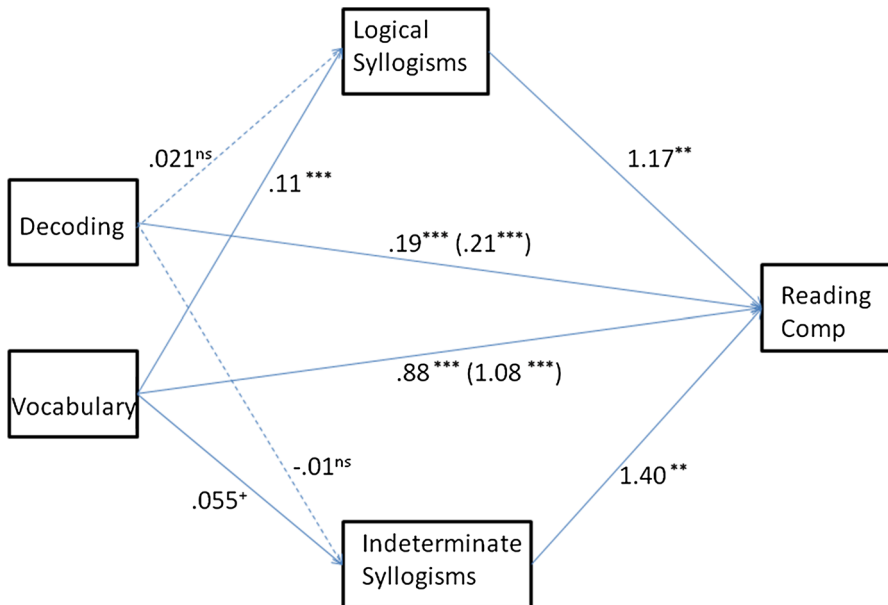 Logical
Syllogisms
.021ⁿˢ
.11 ***
1.17**
Decoding
.19*** (.21***)
Reading
Comp
Vocabulary
.88 *** (1.08 ***)
-.01ⁿˢ
.055⁺
1.40 **
Indeterminate
Syllogisms